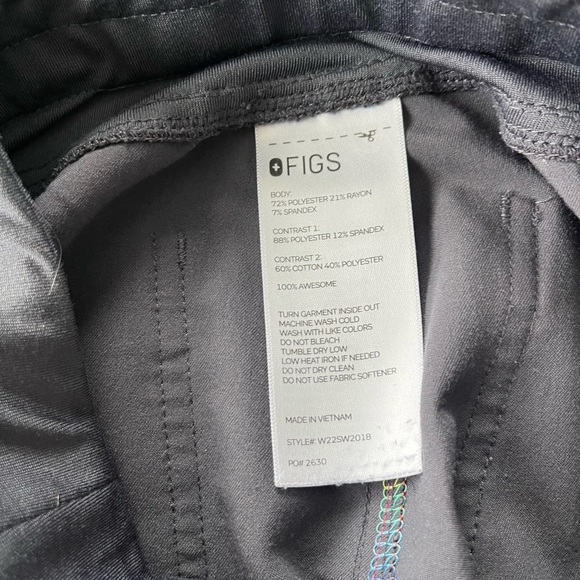 FIGS
BODY:
72% POLYESTER 21% RAYON
7% SPANDEX
CONTRAST 1:
88% POLYESTER 12% SPANDEX
CONTRAST 2:
60% COTTON 40% POLYESTER
100% AWESOME
TURN GARMENT INSIDE OUT
MACHINE WASH COLD
WASH WITH LIKE COLORS
DO NOT BLEACH
TUMBLE DRY LOW
LOW HEAT IRON IF NEEDED
DO NOT DRY CLEAN
DO NOT USE FABRIC SOFTENER
MADE IN VIETNAM
STYLE#: W22SW2018
PO# 2630